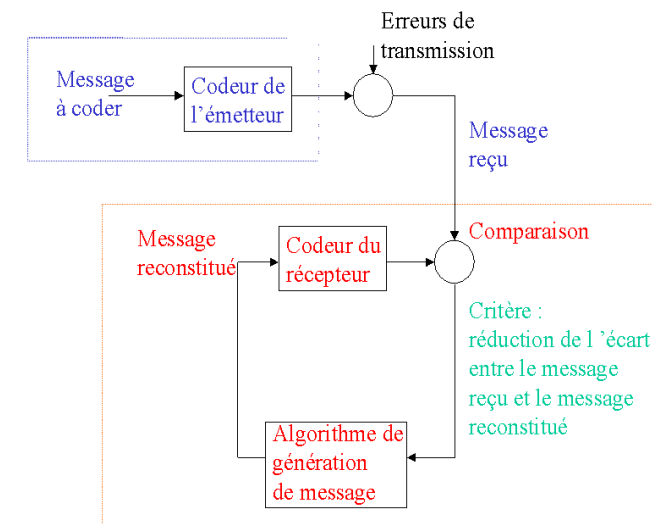 Erreurs de
transmission
Message
à coder
Codeur de
l’émetteur
Message
reçu
Message
reconstitué
Codeur du
récepteur
Comparaison
Critère :
réduction de l ’écart
entre le message
reçu et le message
reconstitué
Algorithme de
génération
de message